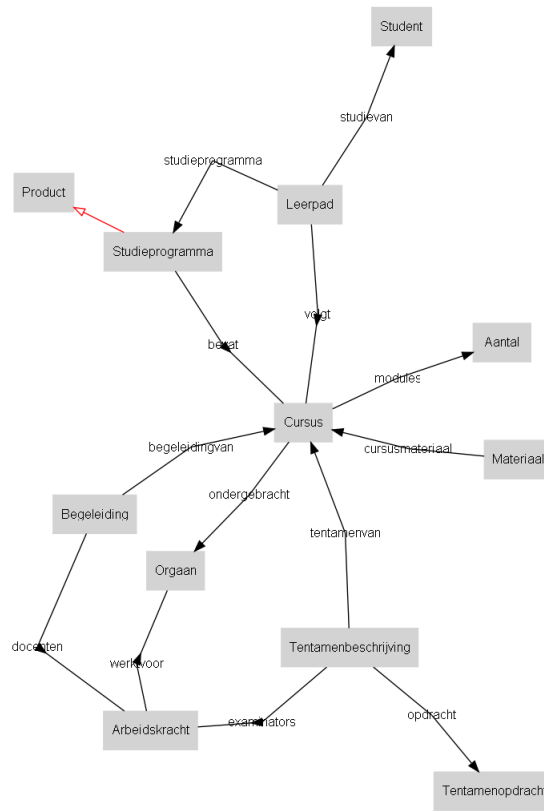 Student
studievan
studieprogramma
Product
Leerpad
Studieprogramma
volgt
bevat
Aantal
modules
Cursus
begeleidingvan
cursusmateriaal
Materiaal
ondergebracht
Begeleiding
tentamenvan
Orgaan
docenten
Tentamenbeschrijving
werktvoor
opdracht
examinators
Arbeidskracht
Tentamenopdracht